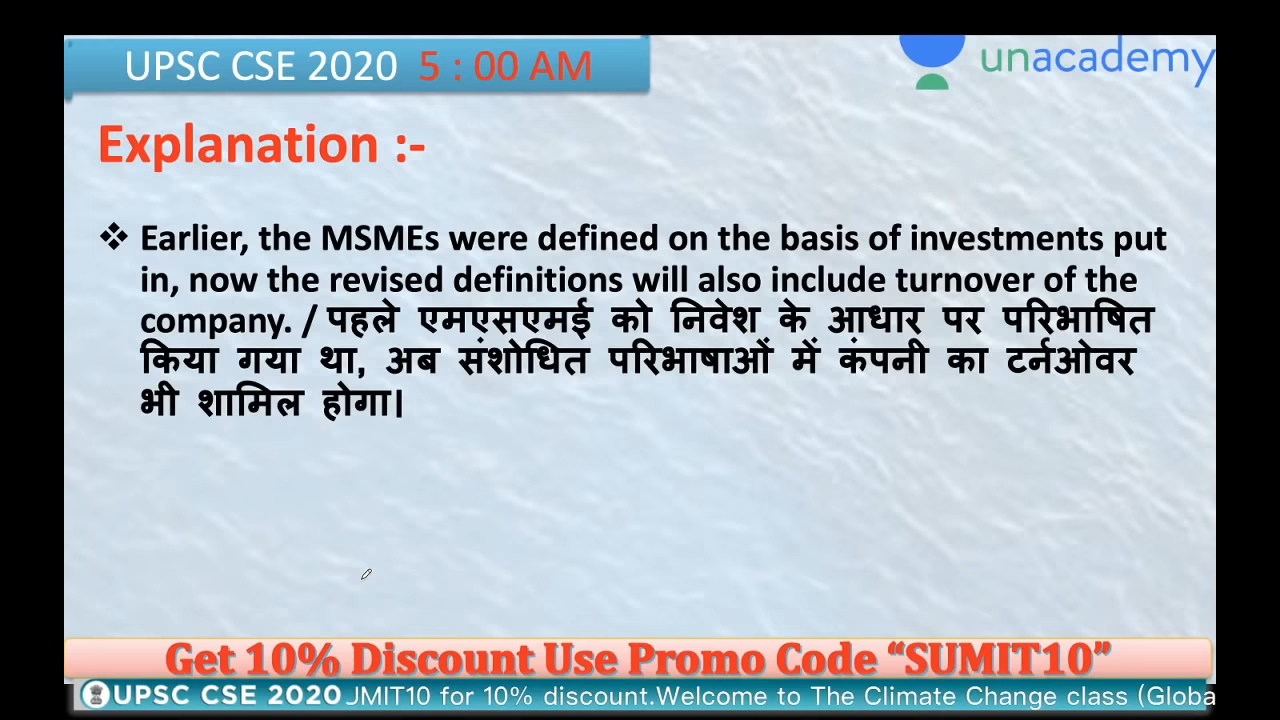 UPSC CSE 2020 5 : 00 AM
unacademy
Explanation :-
❖ Earlier, the MSMEs were defined on the basis of investments put
in, now the revised definitions will also include turnover of the
company. / पहले एमएसएमई को निवेश के आधार पर परिभाषित
किया गया था, अब संशोधित परिभाषाओं में कंपनी का टर्नओवर
भी शामिल होगा।
Get 10% Discount Use Promo Code “SUMIT10”
UPSC CSE 2020 JMIT10 for 10% discount.Welcome to The Climate Change class (Globa